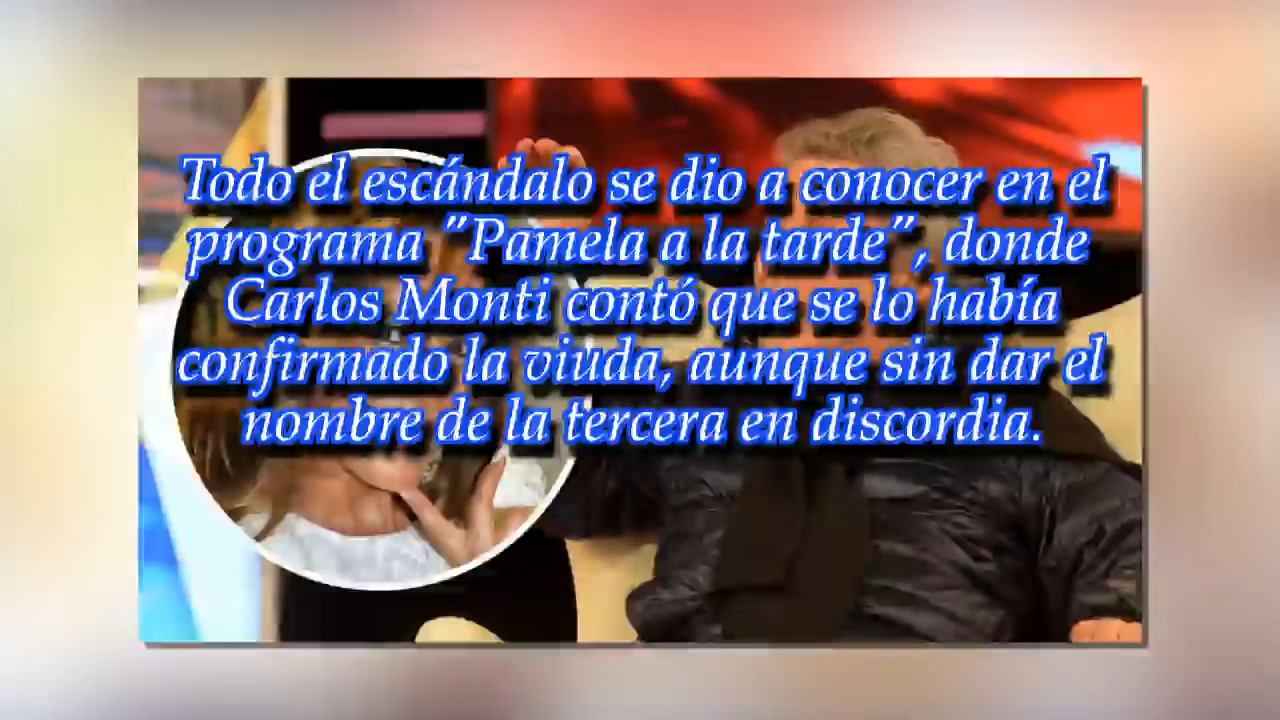 Todo el escándalo se dio a conocer en el
programa "Pamela a la tarde", donde
Carlos Monti contó que se lo había
confirmado la viuda, aunque sin dar el
nombre de la tercera en discordia.